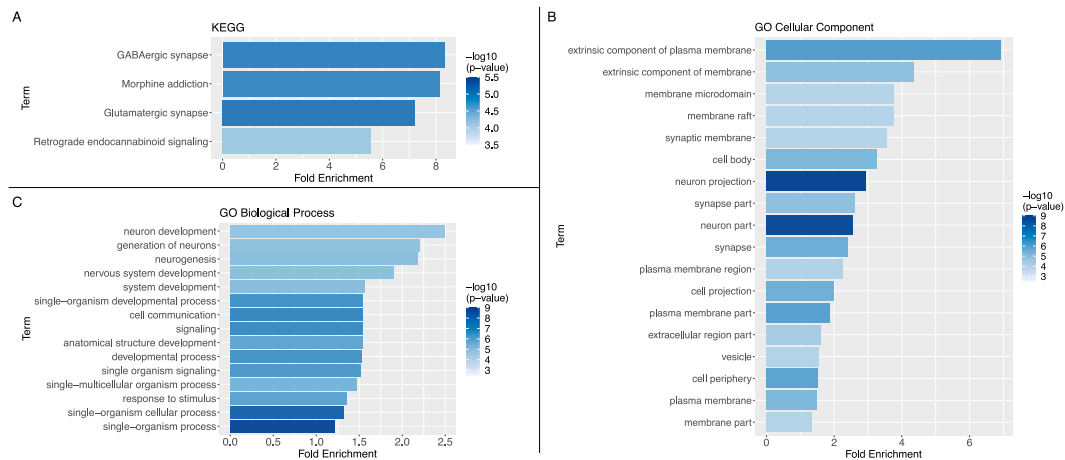 A
KEGG
GABAergic synapse
Morphine addiction
Glutamatergic synapse
Retrograde endocannabinoid signaling
Term
0 2 4 6 8
Fold Enrichment
−log10
(p−value)
5.5
5.0
4.5
4.0
3.5
B
GO Cellular Component
extrinsic component of plasma membrane
extrinsic component of membrane
membrane microdomain
membrane raft
synaptic membrane
cell body
neuron projection
synapse part
neuron part
synapse
plasma membrane region
cell projection
plasma membrane part
extracellular region part
vesicle
cell periphery
plasma membrane
membrane part
Term
0 2 4 6
Fold Enrichment
−log10
(p−value)
9
8
7
6
5
4
3
C
GO Biological Process
neuron development
generation of neurons
neurogenesis
nervous system development
system development
single−organism developmental process
cell communication
signaling
anatomical structure development
developmental process
single organism signaling
single−multicellular organism process
response to stimulus
single−organism cellular process
single−organism process
Term
0.0 0.5 1.0 1.5 2.0 2.5
Fold Enrichment
−log10
(p−value)
9
8
7
6
5
4
3